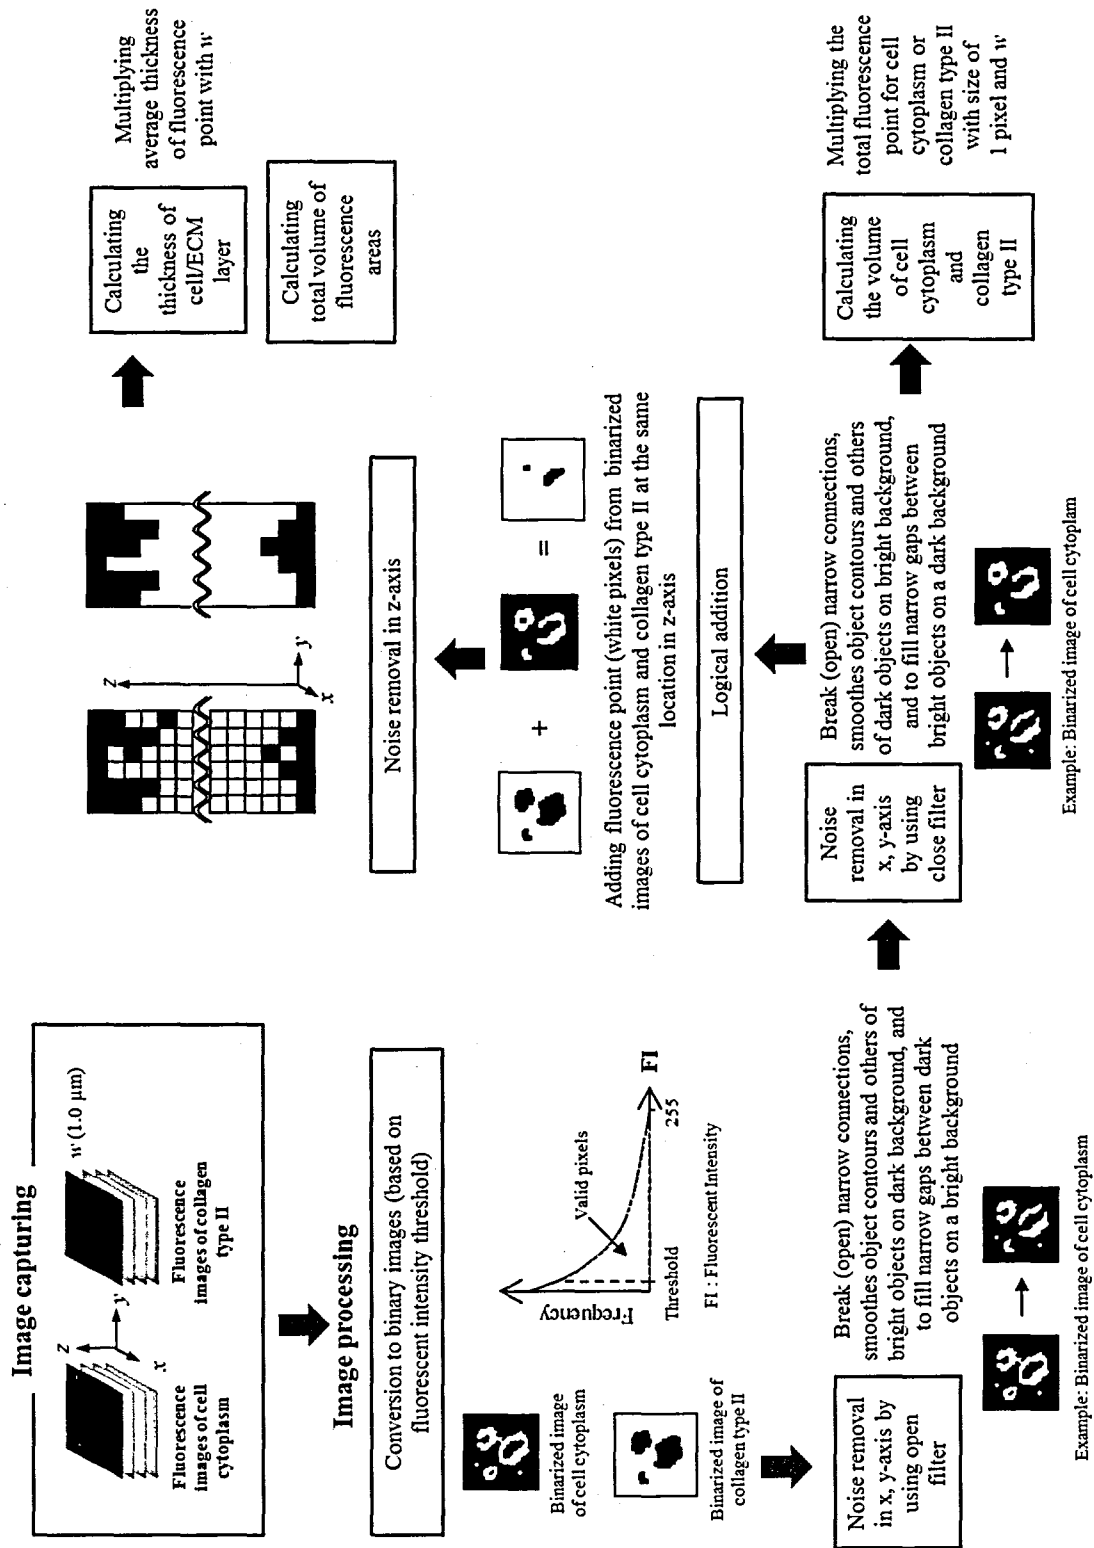 Image capturing
z
y
x
w (1.0 μm)
Fluorescence
images of cell
cytoplasm
Fluorescence
images of collagen
type II
Image processing
Conversion to binary images (based on
fluorescent intensity threshold)
Binarized image
of cell cytoplasm
Binarized image of
collagen type II
Frequency
Valid pixels
Threshold
255
FI
FI : Fluorescent Intensity
Noise removal
in x, y-axis by
using open
filter
Break (open) narrow connections,
smoothes object contours and others of
bright objects on dark background, and
to fill narrow gaps between dark
objects on a bright background
Example: Binarized image of cell cytoplasm
Noise
removal in
x, y-axis
by using
close filter
Break (open) narrow connections,
smoothes object contours and others
of dark objects on bright background,
and to fill narrow gaps between
bright objects on a dark background
Example: Binarized image of cell cytoplam
Calculating
the volume
of cell
cytoplasm
and
collagen
type II
Multiplying the
total fluorescence
point for cell
cytoplasm or
collagen type II
with size of
1 pixel and w
Logical addition
Adding fluorescence point (white pixels) from binarized
images of cell cytoplasm and collagen type II at the same
location in z-axis
+
=
Noise removal in z-axis
z
y
x
Calculating
the
thickness of
cell/ECM
layer
Multiplying
average thickness
of fluorescence
point with w
Calculating
total volume of
fluorescence
areas